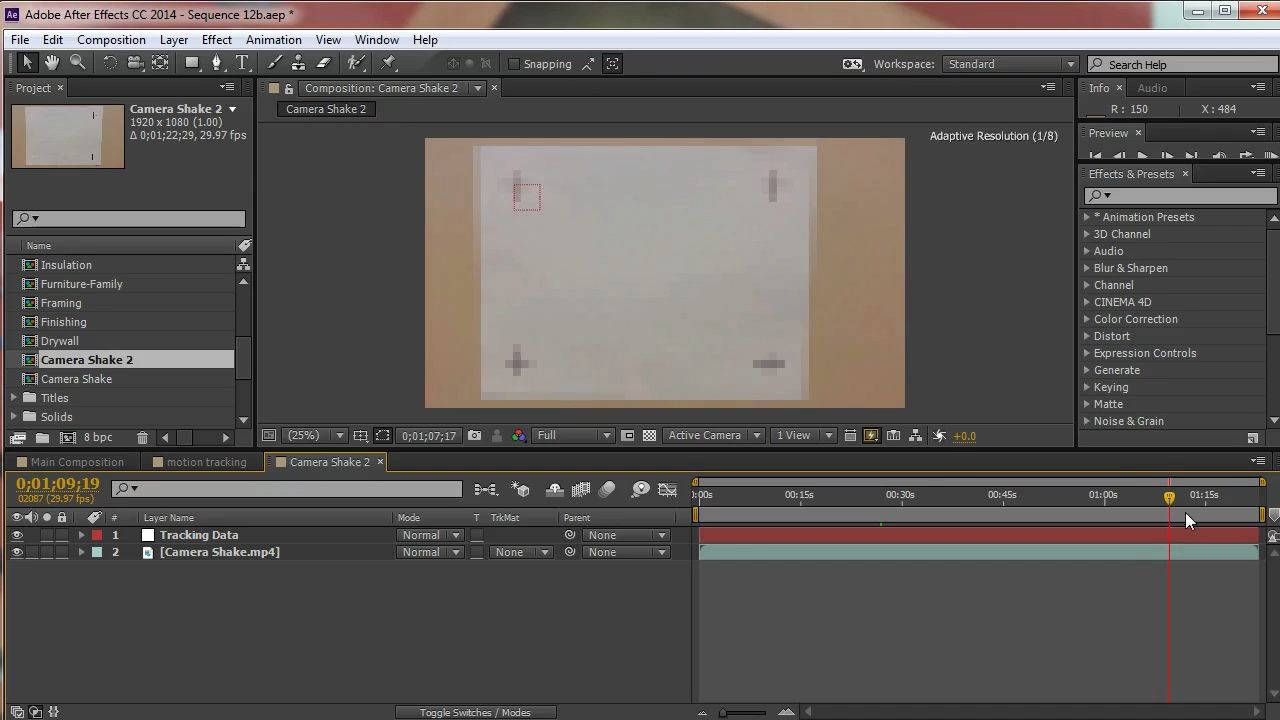 Ae Adobe After Effects CC 2014 - Sequence 12b.aep *
File Edit Composition Layer Effect Animation View Window Help
T Snapping Workspace: Standard Search Help
Project × Composition: Camera Shake 2 × Info × Audio
Camera Shake 2
1920 x 1080 (1.00)
Δ 0;01;22;29, 29.97 fps
Camera Shake 2
Adaptive Resolution (1/8)
R : 150 X : 484
Preview ×
Effects & Presets ×
* Animation Presets
3D Channel
Audio
Blur & Sharpen
Channel
CINEMA 4D
Color Correction
Distort
Expression Controls
Generate
Keying
Matte
Noise & Grain
Name
Insulation
Furniture-Family
Framing
Finishing
Drywall
Camera Shake 2
Camera Shake
Titles
Solids
8 bpc
(25%) 0;01;07;17 Full Active Camera 1 View +0.0
Main Composition motion tracking Camera Shake 2 ×
0;01;09;19
02087 (29.97 fps)
):00s 00:15s 00:30s 00:45s 01:00s 01:15s
# Layer Name Mode T TrkMat Parent
1 Tracking Data Normal None
2 [Camera Shake.mp4] Normal None None
Toggle Switches / Modes